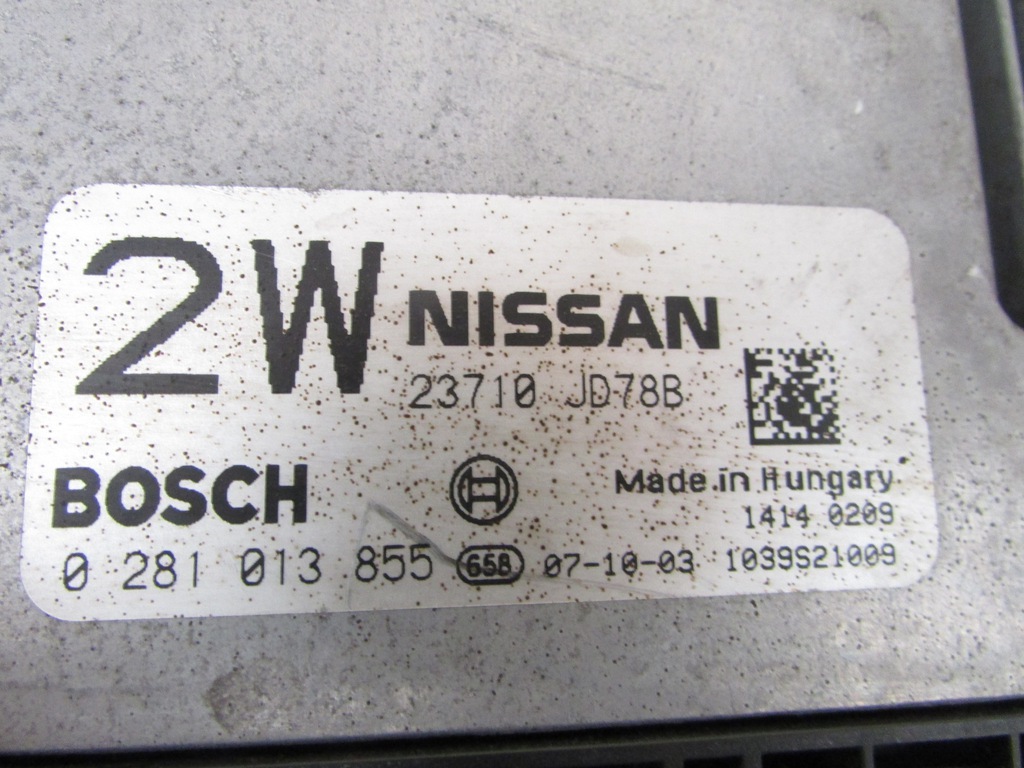 2W NISSAN
23710 JD78B
BOSCH
Made in Hungary
1414 0209
0 281 013 855 658 07-10-03 1039S21009